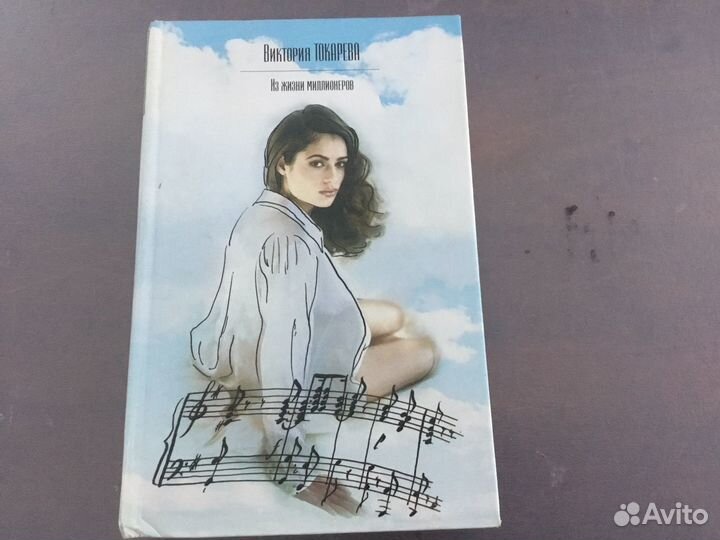 Виктория ТОКАРЕВА
Из жизни миллионеров
Avito